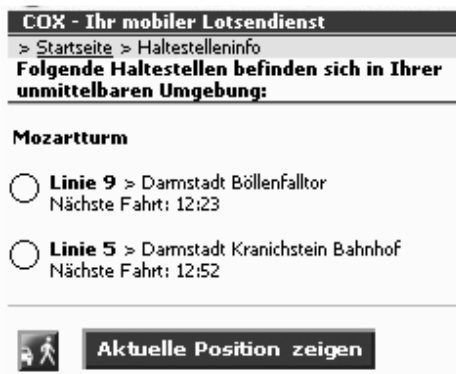 COX - Ihr mobiler Lotsendienst
> Startseite > Haltestelleninfo
Folgende Haltestellen befinden sich in Ihrer
unmittelbaren Umgebung:
Mozartturm
Linie 9 > Darmstadt Böllenfalltor
Nächste Fahrt: 12:23
Linie 5 > Darmstadt Kranichstein Bahnhof
Nächste Fahrt: 12:52
Aktuelle Position zeigen